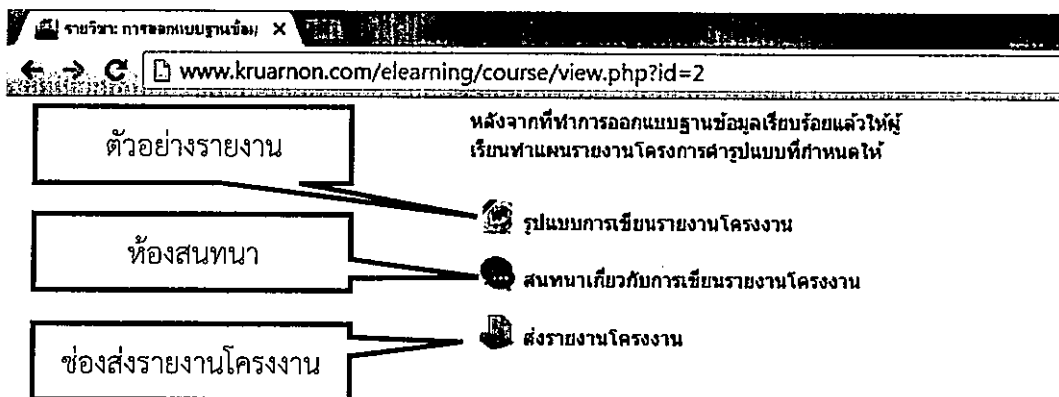 รายวิชา: การออกแบบฐานข้อมู
www.kruarnon.com/elearning/course/view.php?id=2
หลังจากที่ทำการออกแบบฐานข้อมูลเรียบร้อยแล้วให้ผู้
เรียนทำแผนรายงานโครงการตำรูปแบบที่กำหนดให้
ตัวอย่างรายงาน
รูปแบบการเขียนรายงานโครงงาน
ห้องสนทนา
สนทนาเกี่ยวกับการเขียนรายงานโครงงาน
ส่งรายงานโครงงาน
ช่องส่งรายงานโครงงาน